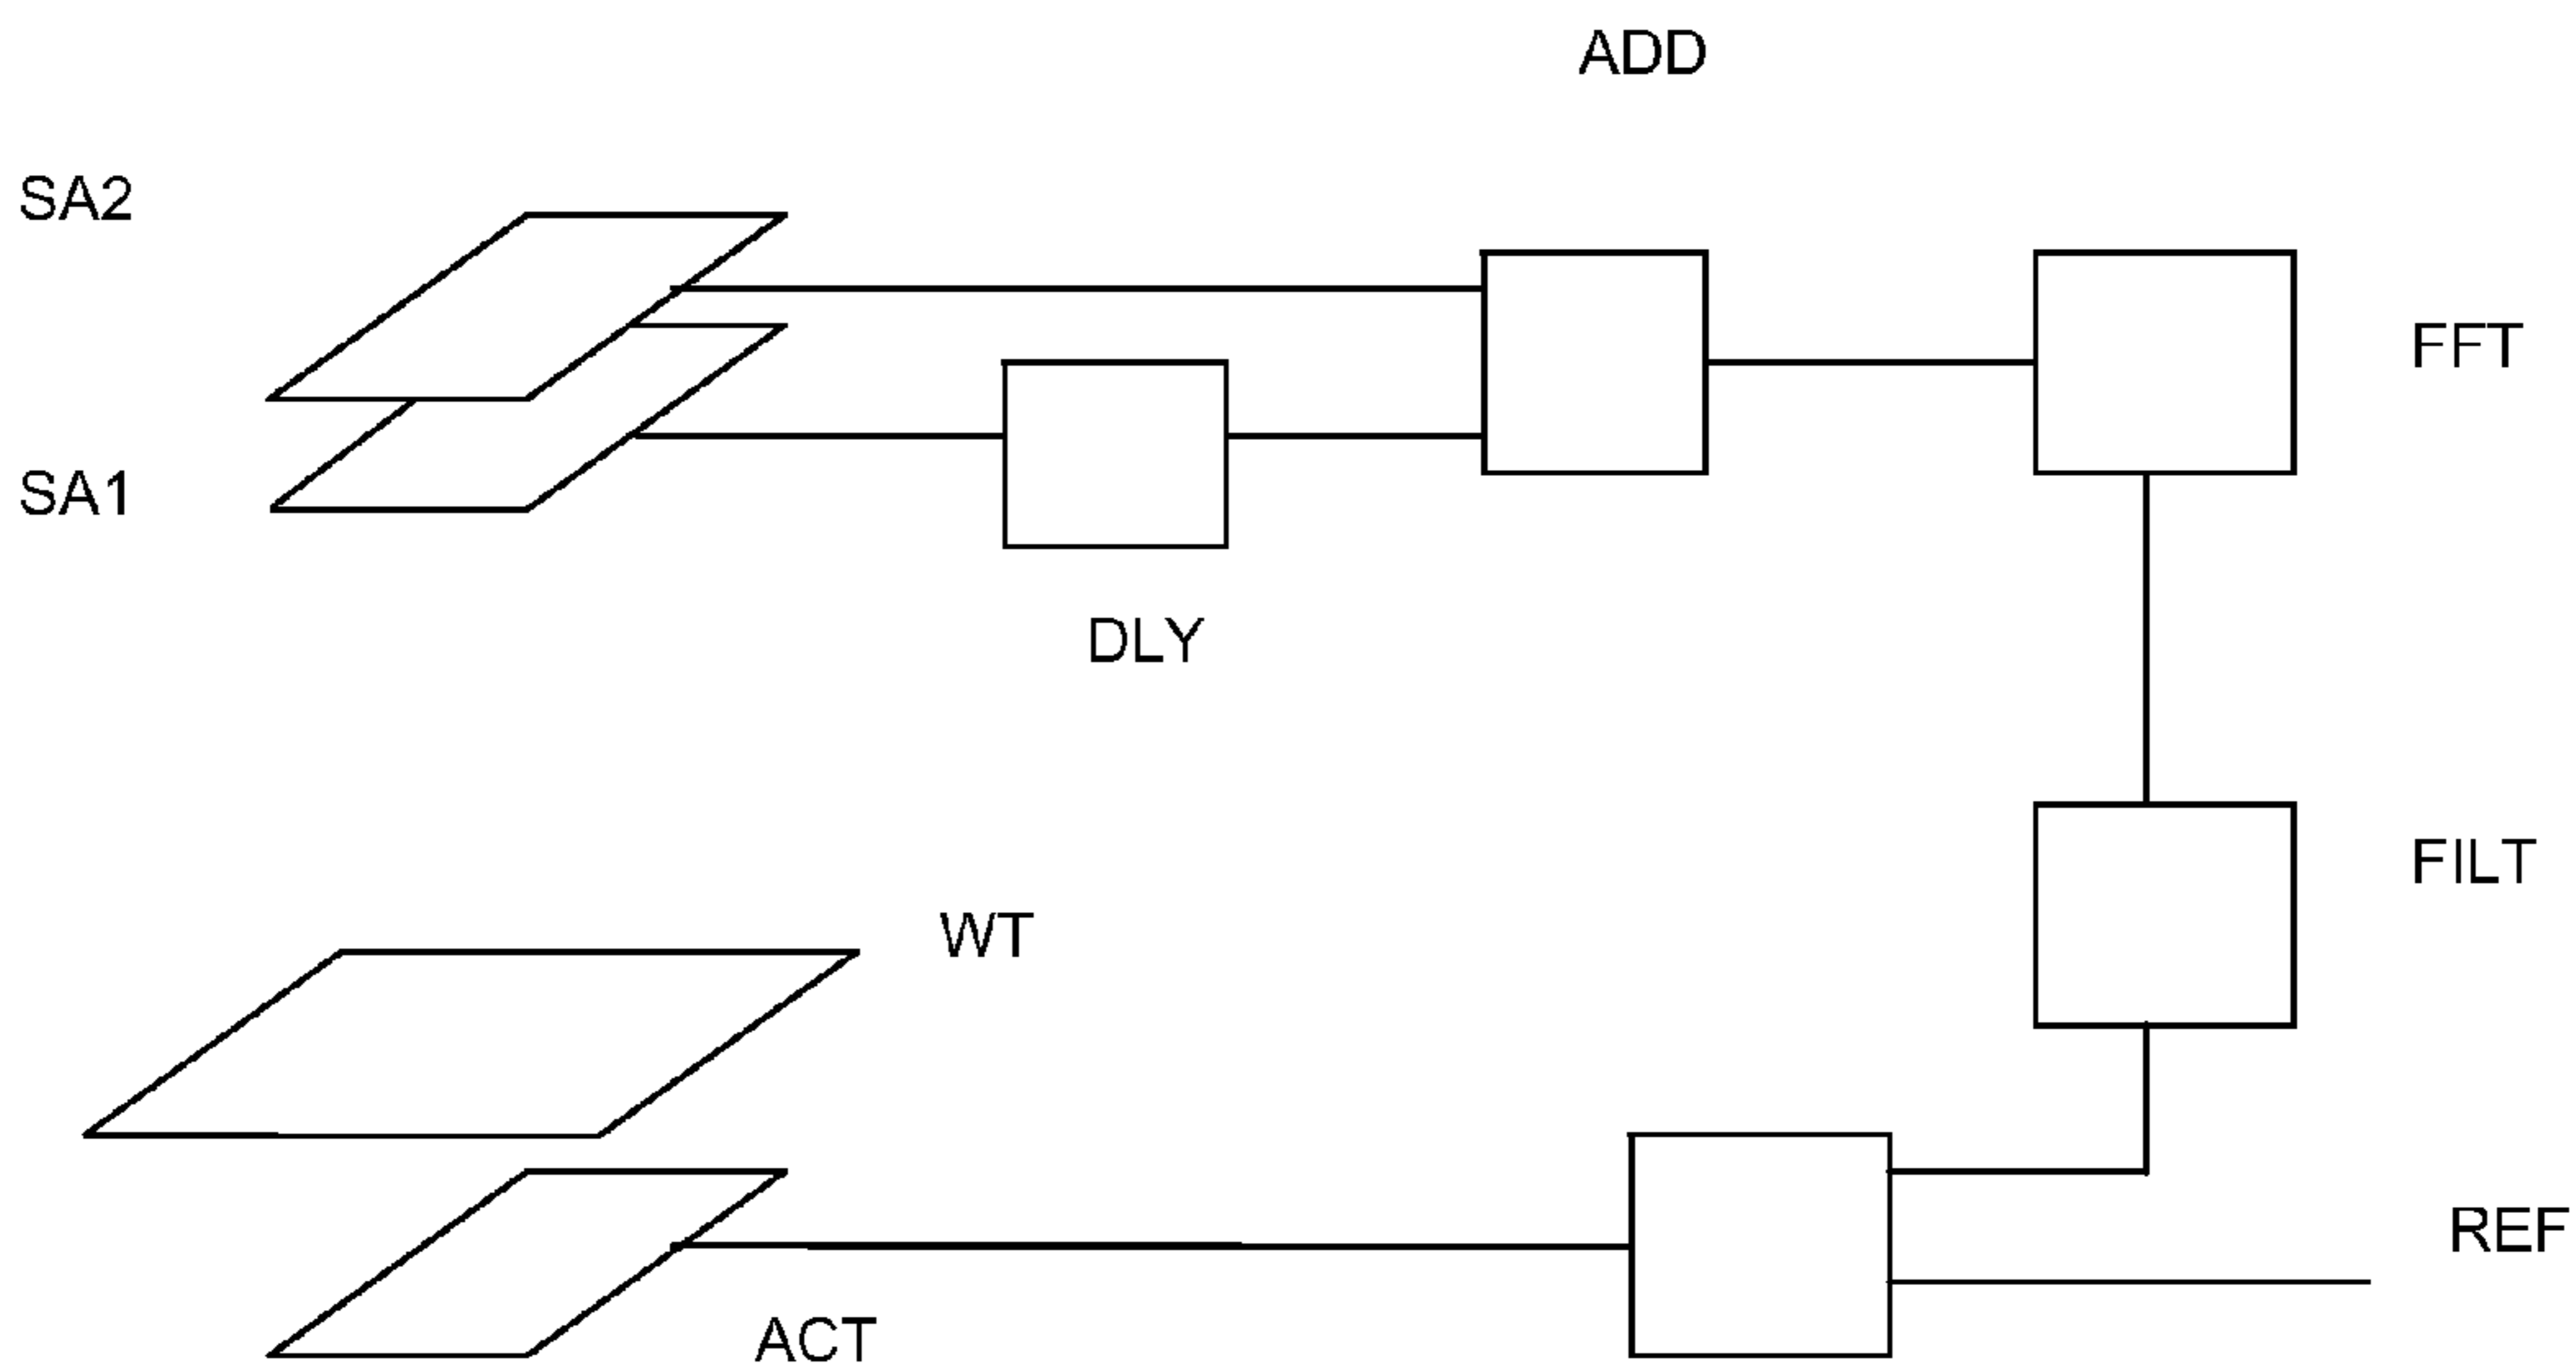 ADD
SA2
FFT
SA1
DLY
FILT
WT
REF
ACT